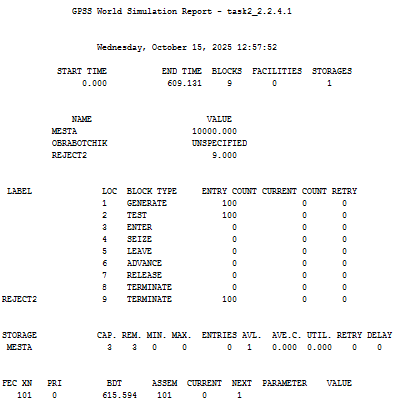 GPSS World Simulation Report - task2_2.2.4.1
Wednesday, October 15, 2025 12:57:52
START TIME END TIME BLOCKS FACILITIES STORAGES
0.000 609.131 9 0 1
NAME VALUE
MESTA 10000.000
OBRABOTCHIK UNSPECIFIED
REJECT2 9.000
LABEL LOC BLOCK TYPE ENTRY COUNT CURRENT COUNT RETRY
1 GENERATE 100 0 0
2 TEST 100 0 0
3 ENTER 0 0 0
4 SEIZE 0 0 0
5 LEAVE 0 0 0
6 ADVANCE 0 0 0
7 RELEASE 0 0 0
8 TERMINATE 0 0 0
REJECT2 9 TERMINATE 100 0 0
STORAGE CAP. REM. MIN. MAX. ENTRIES AVL. AVE.C. UTIL. RETRY DELAY
MESTA 3 3 0 0 0 1 0.000 0.000 0 0
FEC XN PRI BDT ASSEM CURRENT NEXT PARAMETER VALUE
101 0 615.594 101 0 1